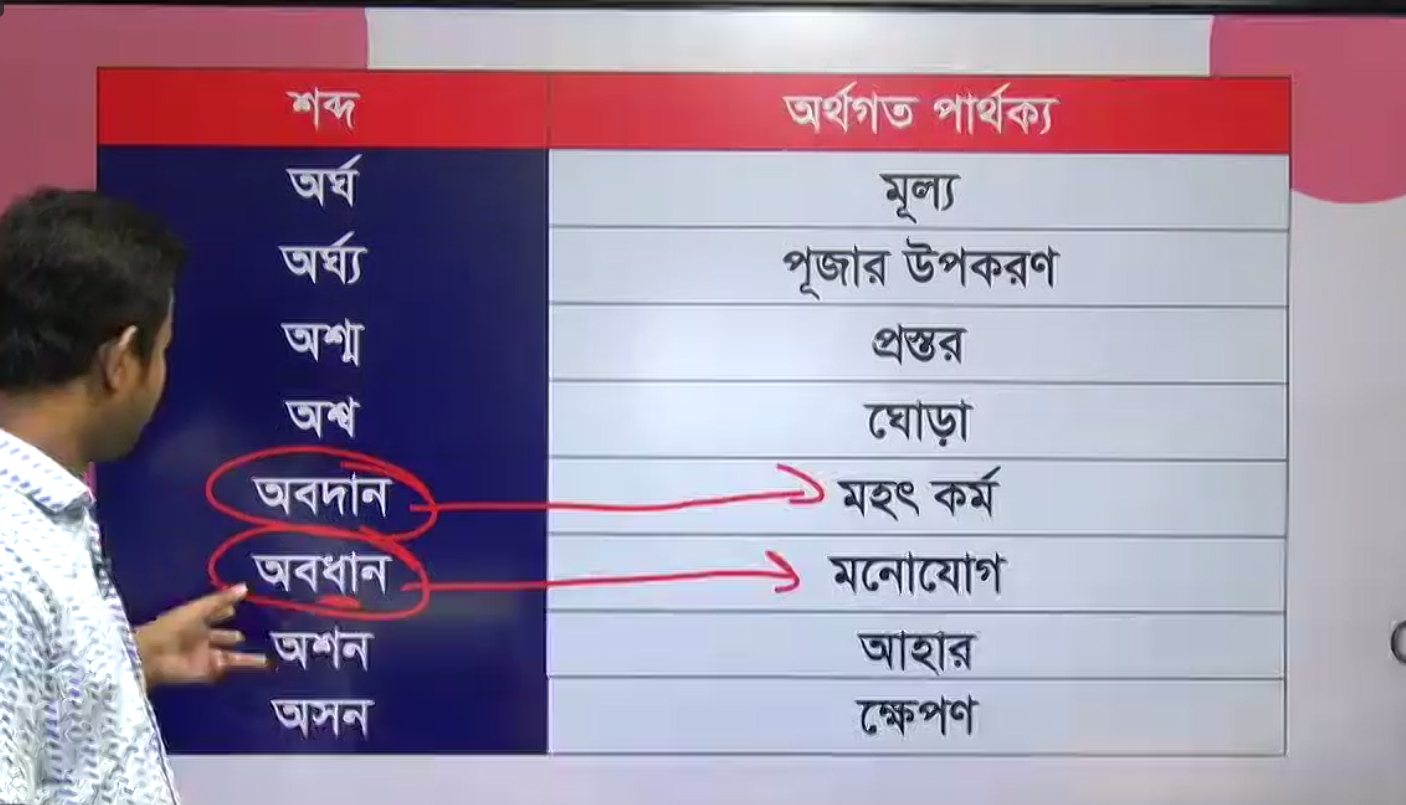 শব্দ অর্থগত পার্থক্য
অর্ঘ মূল্য
অর্ঘ্য পূজার উপকরণ
অশ্ম প্রস্তর
অশ্ব ঘোড়া
অবদান মহৎ কর্ম
অবধান মনোযোগ
অশন আহার
অসন ক্ষেপণ